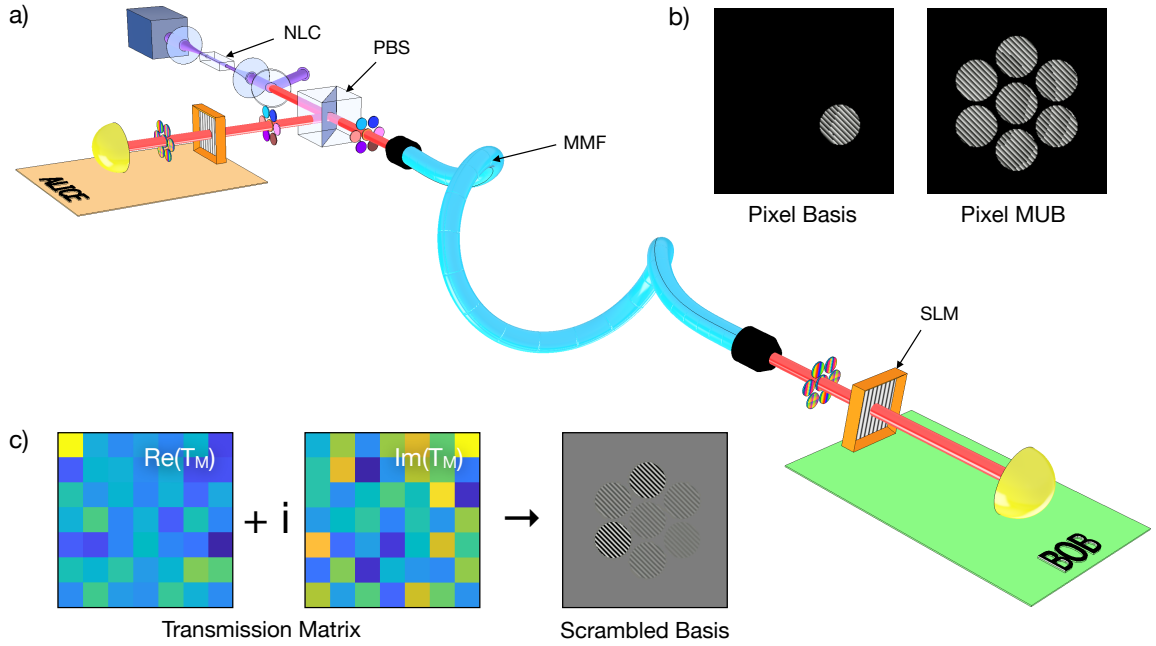 a)
NLC
PBS
MMF
ALICE
b)
Pixel Basis
Pixel MUB
SLM
BOB
c)
Re(T_M)
+ i
Im(T_M)
→
Transmission Matrix
Scrambled Basis